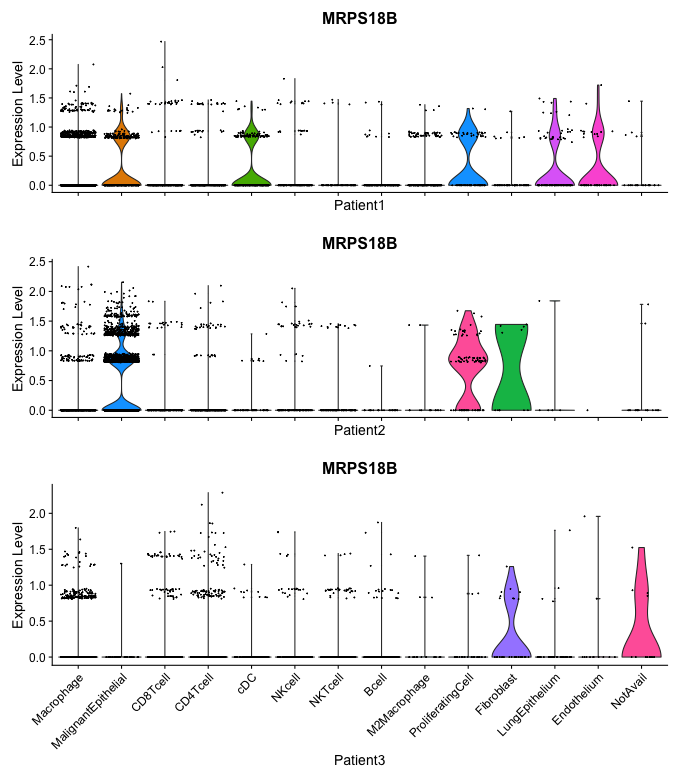 MRPS18B
Expression Level
2.5
2.0
1.5
1.0
0.5
0.0
Patient1
MRPS18B
Expression Level
2.5
2.0
1.5
1.0
0.5
0.0
Patient2
MRPS18B
Expression Level
2.0
1.5
1.0
0.5
0.0
Macrophage
MalignantEpithelial
CD8Tcell
CD4Tcell
cDC
NKcell
NKTcell
Bcell
M2Macrophage
ProliferatingCell
Fibroblast
LungEpithelium
Endothelium
NotAvail
Patient3